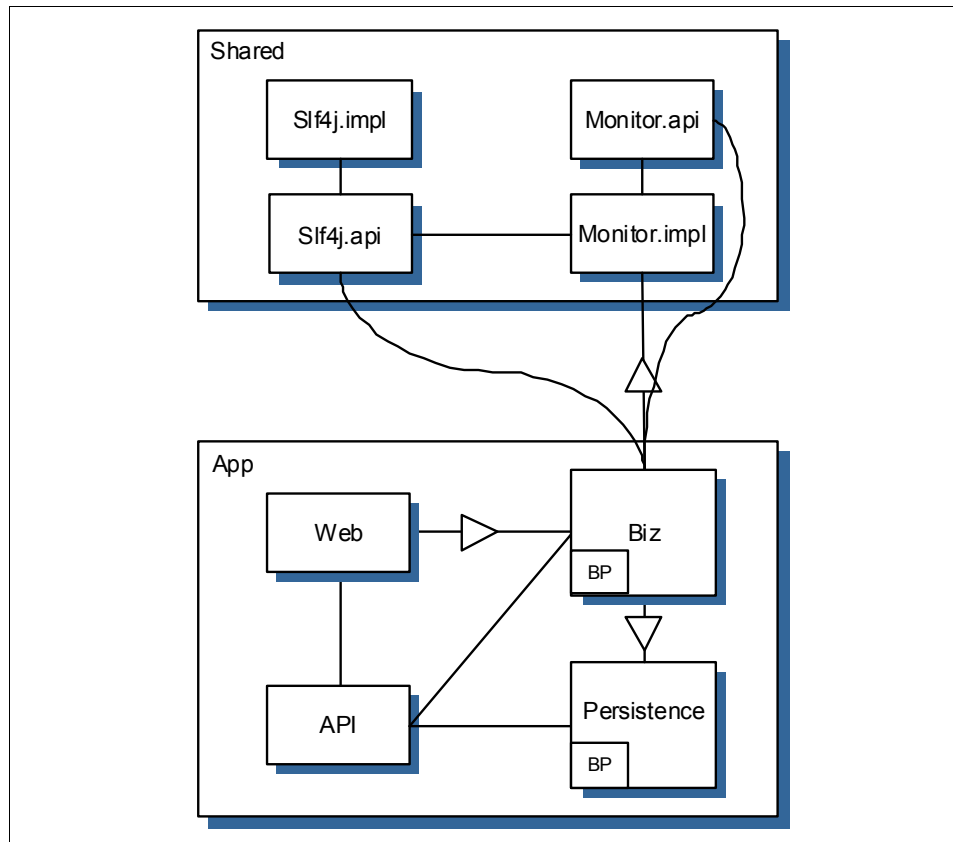 Shared
Slf4j.impl
Monitor.api
Slf4j.api
Monitor.impl
App
Web
Biz
BP
API
Persistence
BP